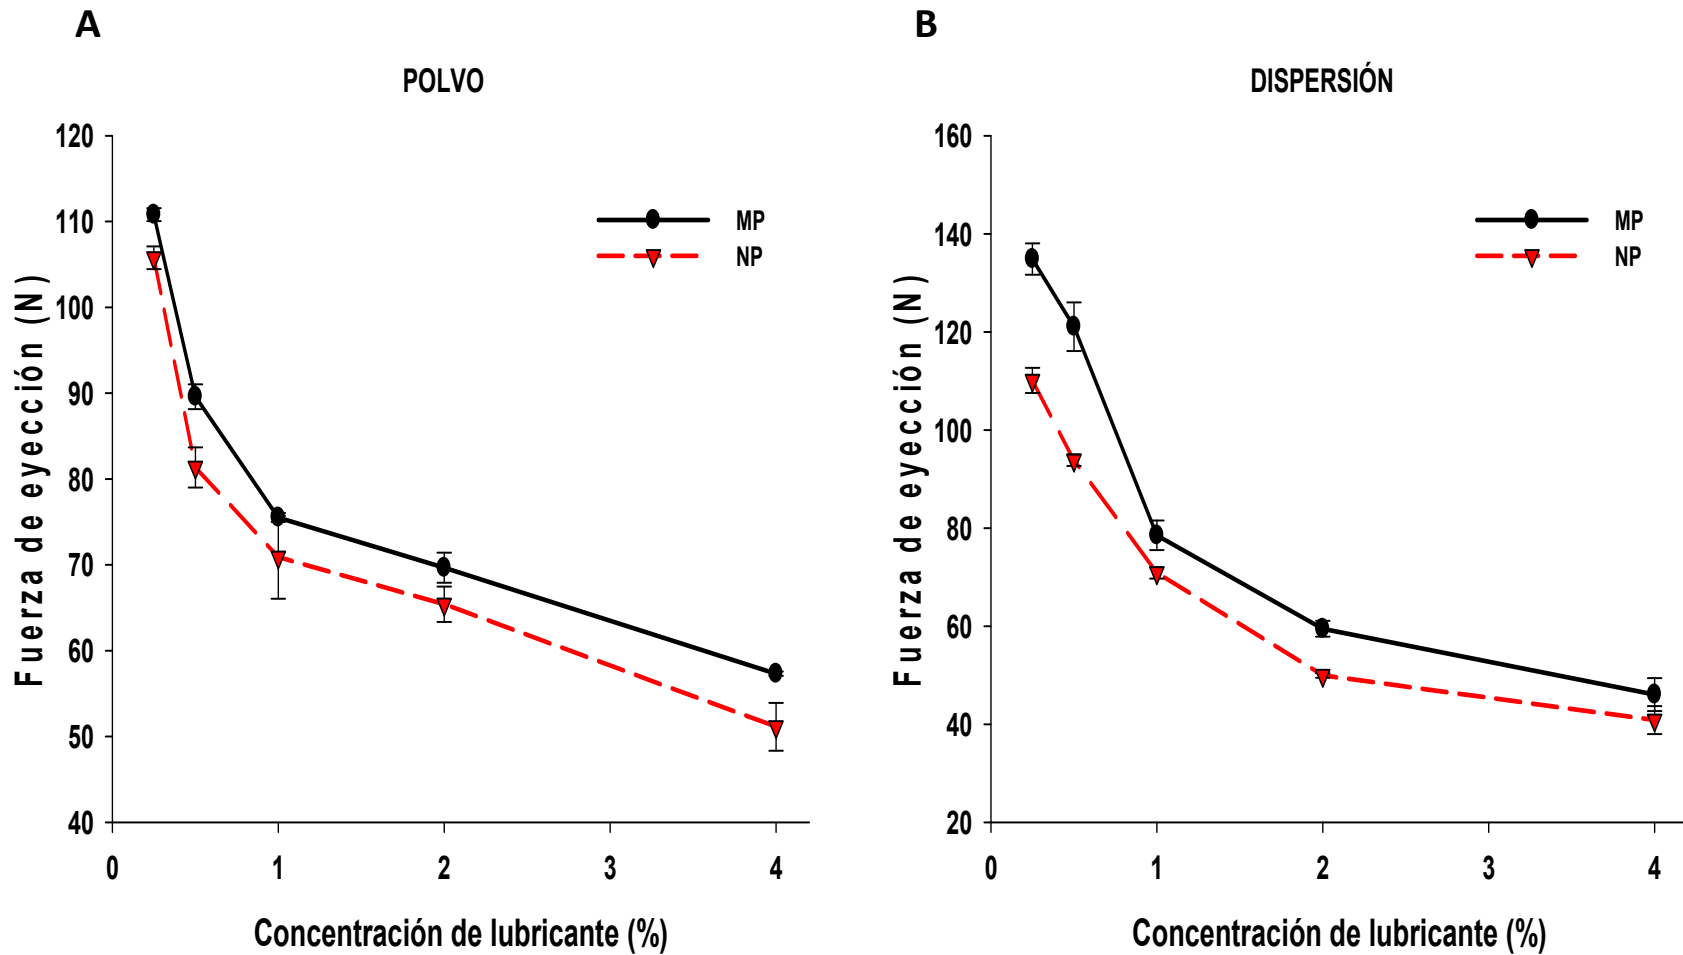 A
POLVO
120
110
100
90
80
70
60
50
40
0
1
2
3
4
MP
NP
Fuerza de eyección (N)
Concentración de lubricante (%)
B
DISPERSIÓN
160
140
120
100
80
60
40
20
0
1
2
3
4
MP
NP
Fuerza de eyección (N)
Concentración de lubricante (%)